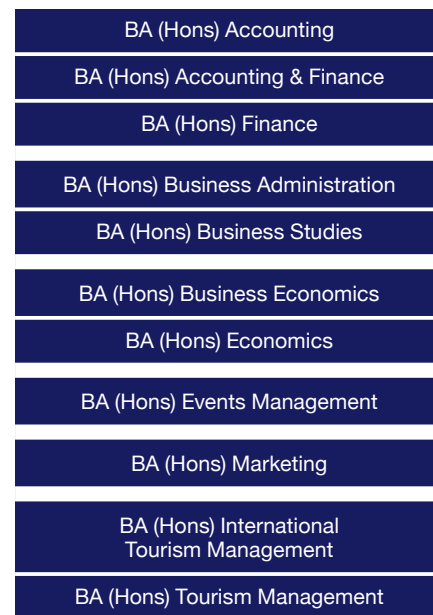 BA (Hons) Accounting
BA (Hons) Accounting & Finance
BA (Hons) Finance
BA (Hons) Business Administration
BA (Hons) Business Studies
BA (Hons) Business Economics
BA (Hons) Economics
BA (Hons) Events Management
BA (Hons) Marketing
BA (Hons) International
Tourism Management
BA (Hons) Tourism Management